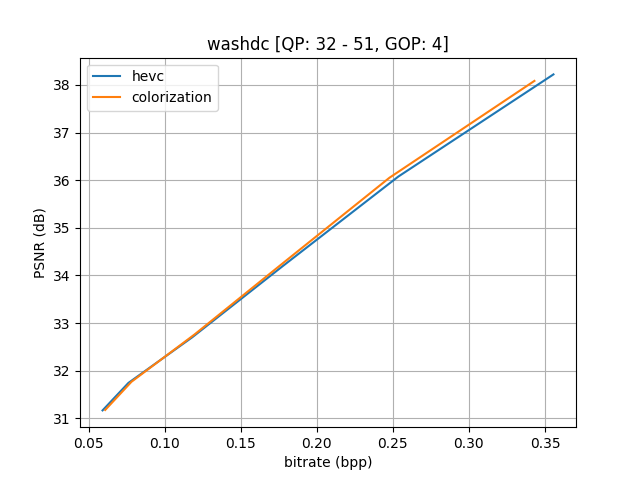 washdc [QP: 32 - 51, GOP: 4]
hevc
colorization
38
37
36
35
34
33
32
31
PSNR (dB)
0.05 0.10 0.15 0.20 0.25 0.30 0.35
bitrate (bpp)